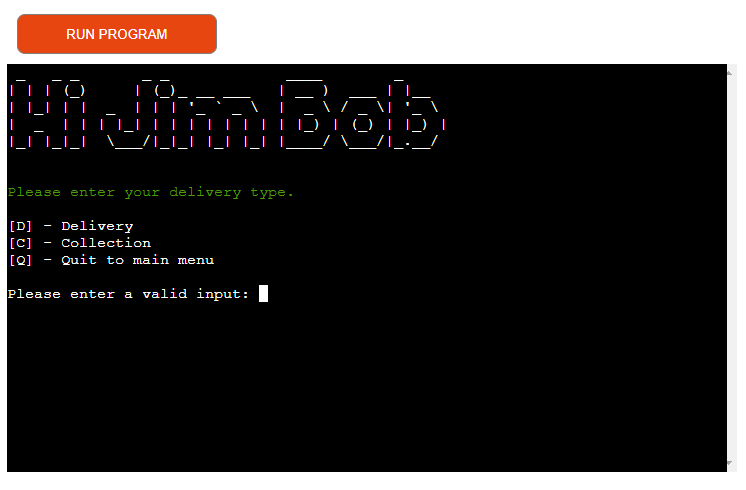 RUN PROGRAM
Hi Jim Bob
Please enter your delivery type.
[D] - Delivery
[C] - Collection
[Q] - Quit to main menu
Please enter a valid input: